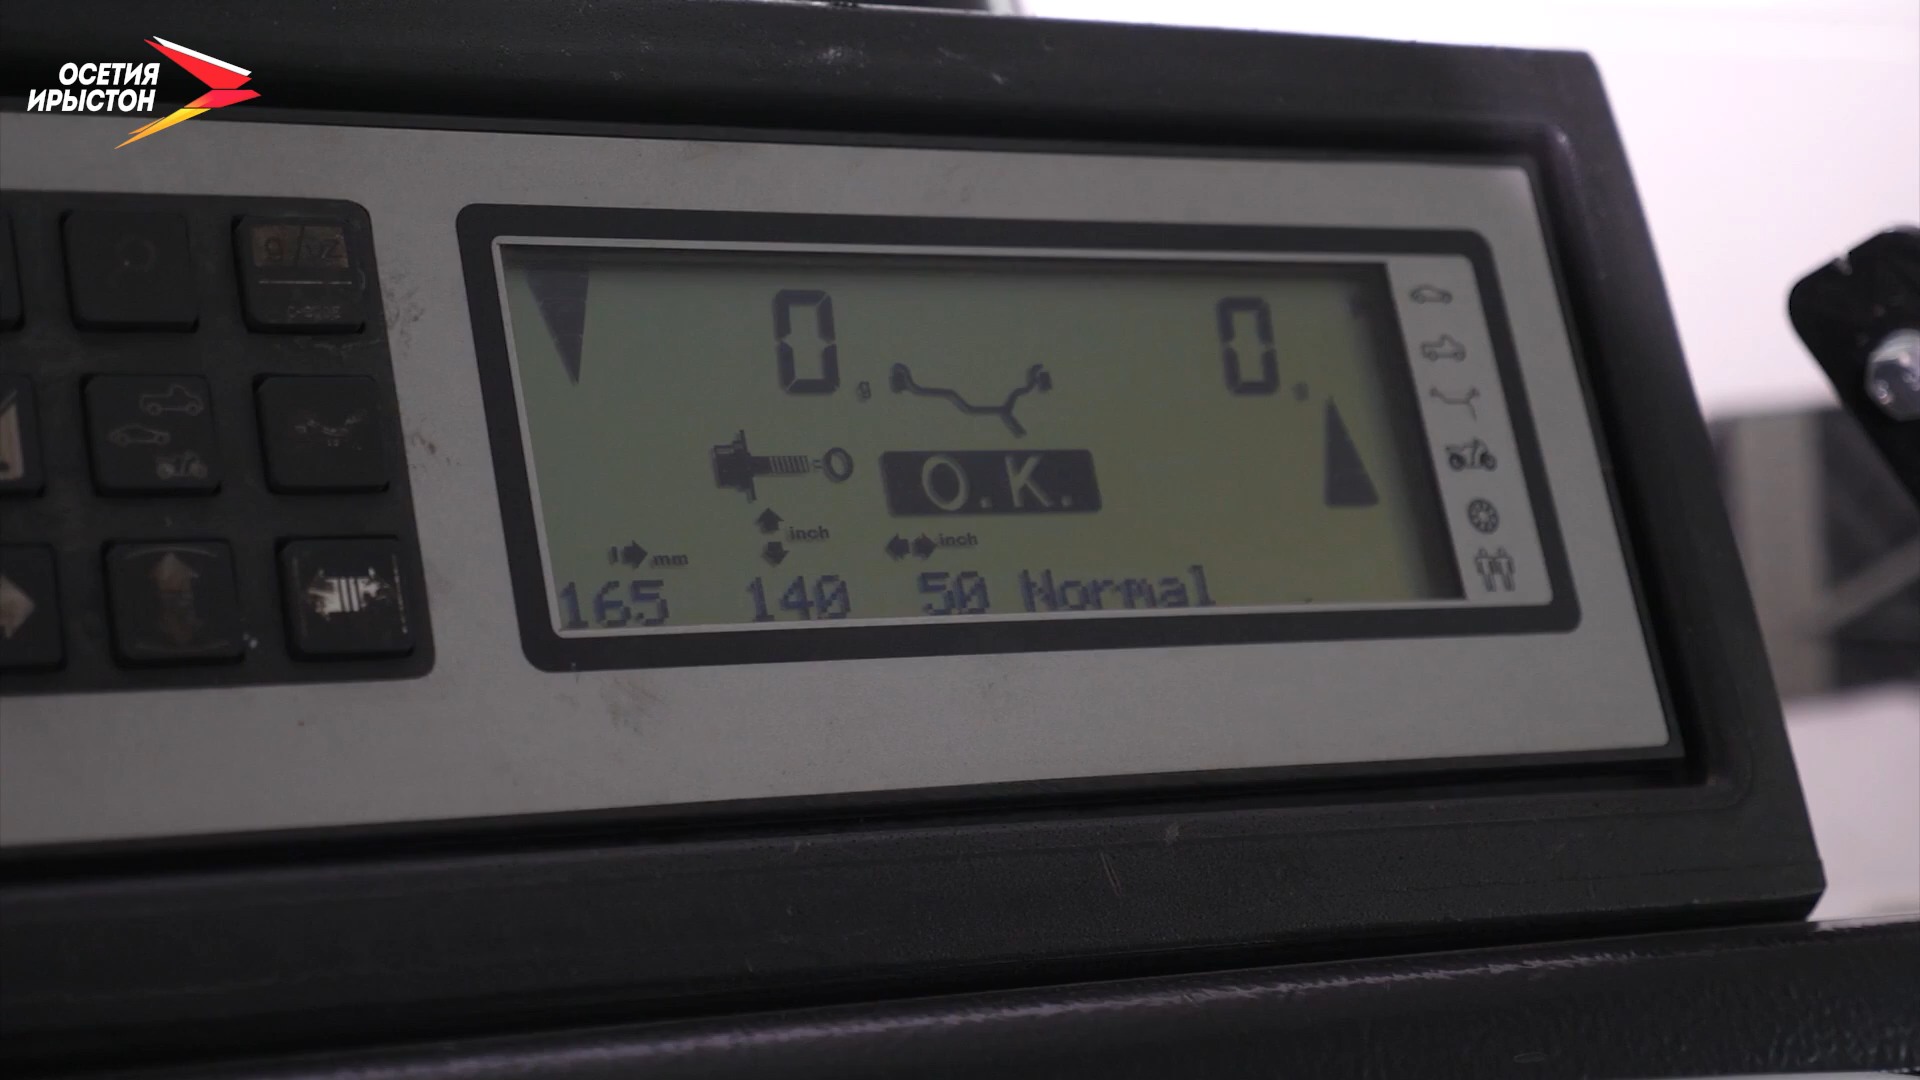 ОСЕТИЯ
ИРЫСТОН
0 g 0
O.K.
inch
inch
mm
165 140 50 Normal